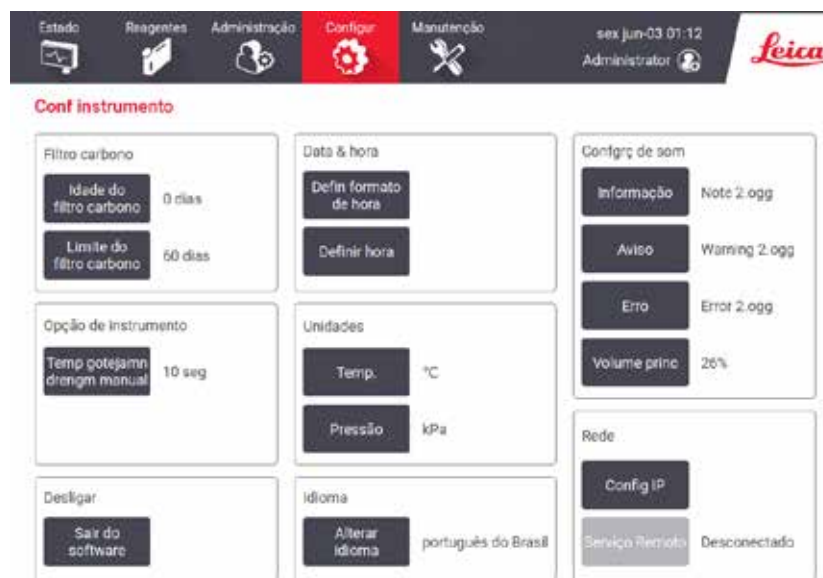 Estado Reagentes Administração Configur Manutenção
sex jun-03 01:12
Administrator
Leica
Conf instrumento
Filtro carbono
Idade do
filtro carbono
0 dias
Limite do
filtro carbono
60 dias
Data & hora
Defin formato
de hora
Definir hora
Confgrç de som
Informação
Note 2.ogg
Aviso
Warning 2.ogg
Erro
Error 2.ogg
Volume princ
26%
Opção de instrumento
Temp gotejamn
drengm manual
10 seg
Unidades
Temp.
°C
Pressão
kPa
Rede
Config IP
Serviço Remoto
Desconectado
Desligar
Sair do
software
Idioma
Alterar
idioma
português do Brasil